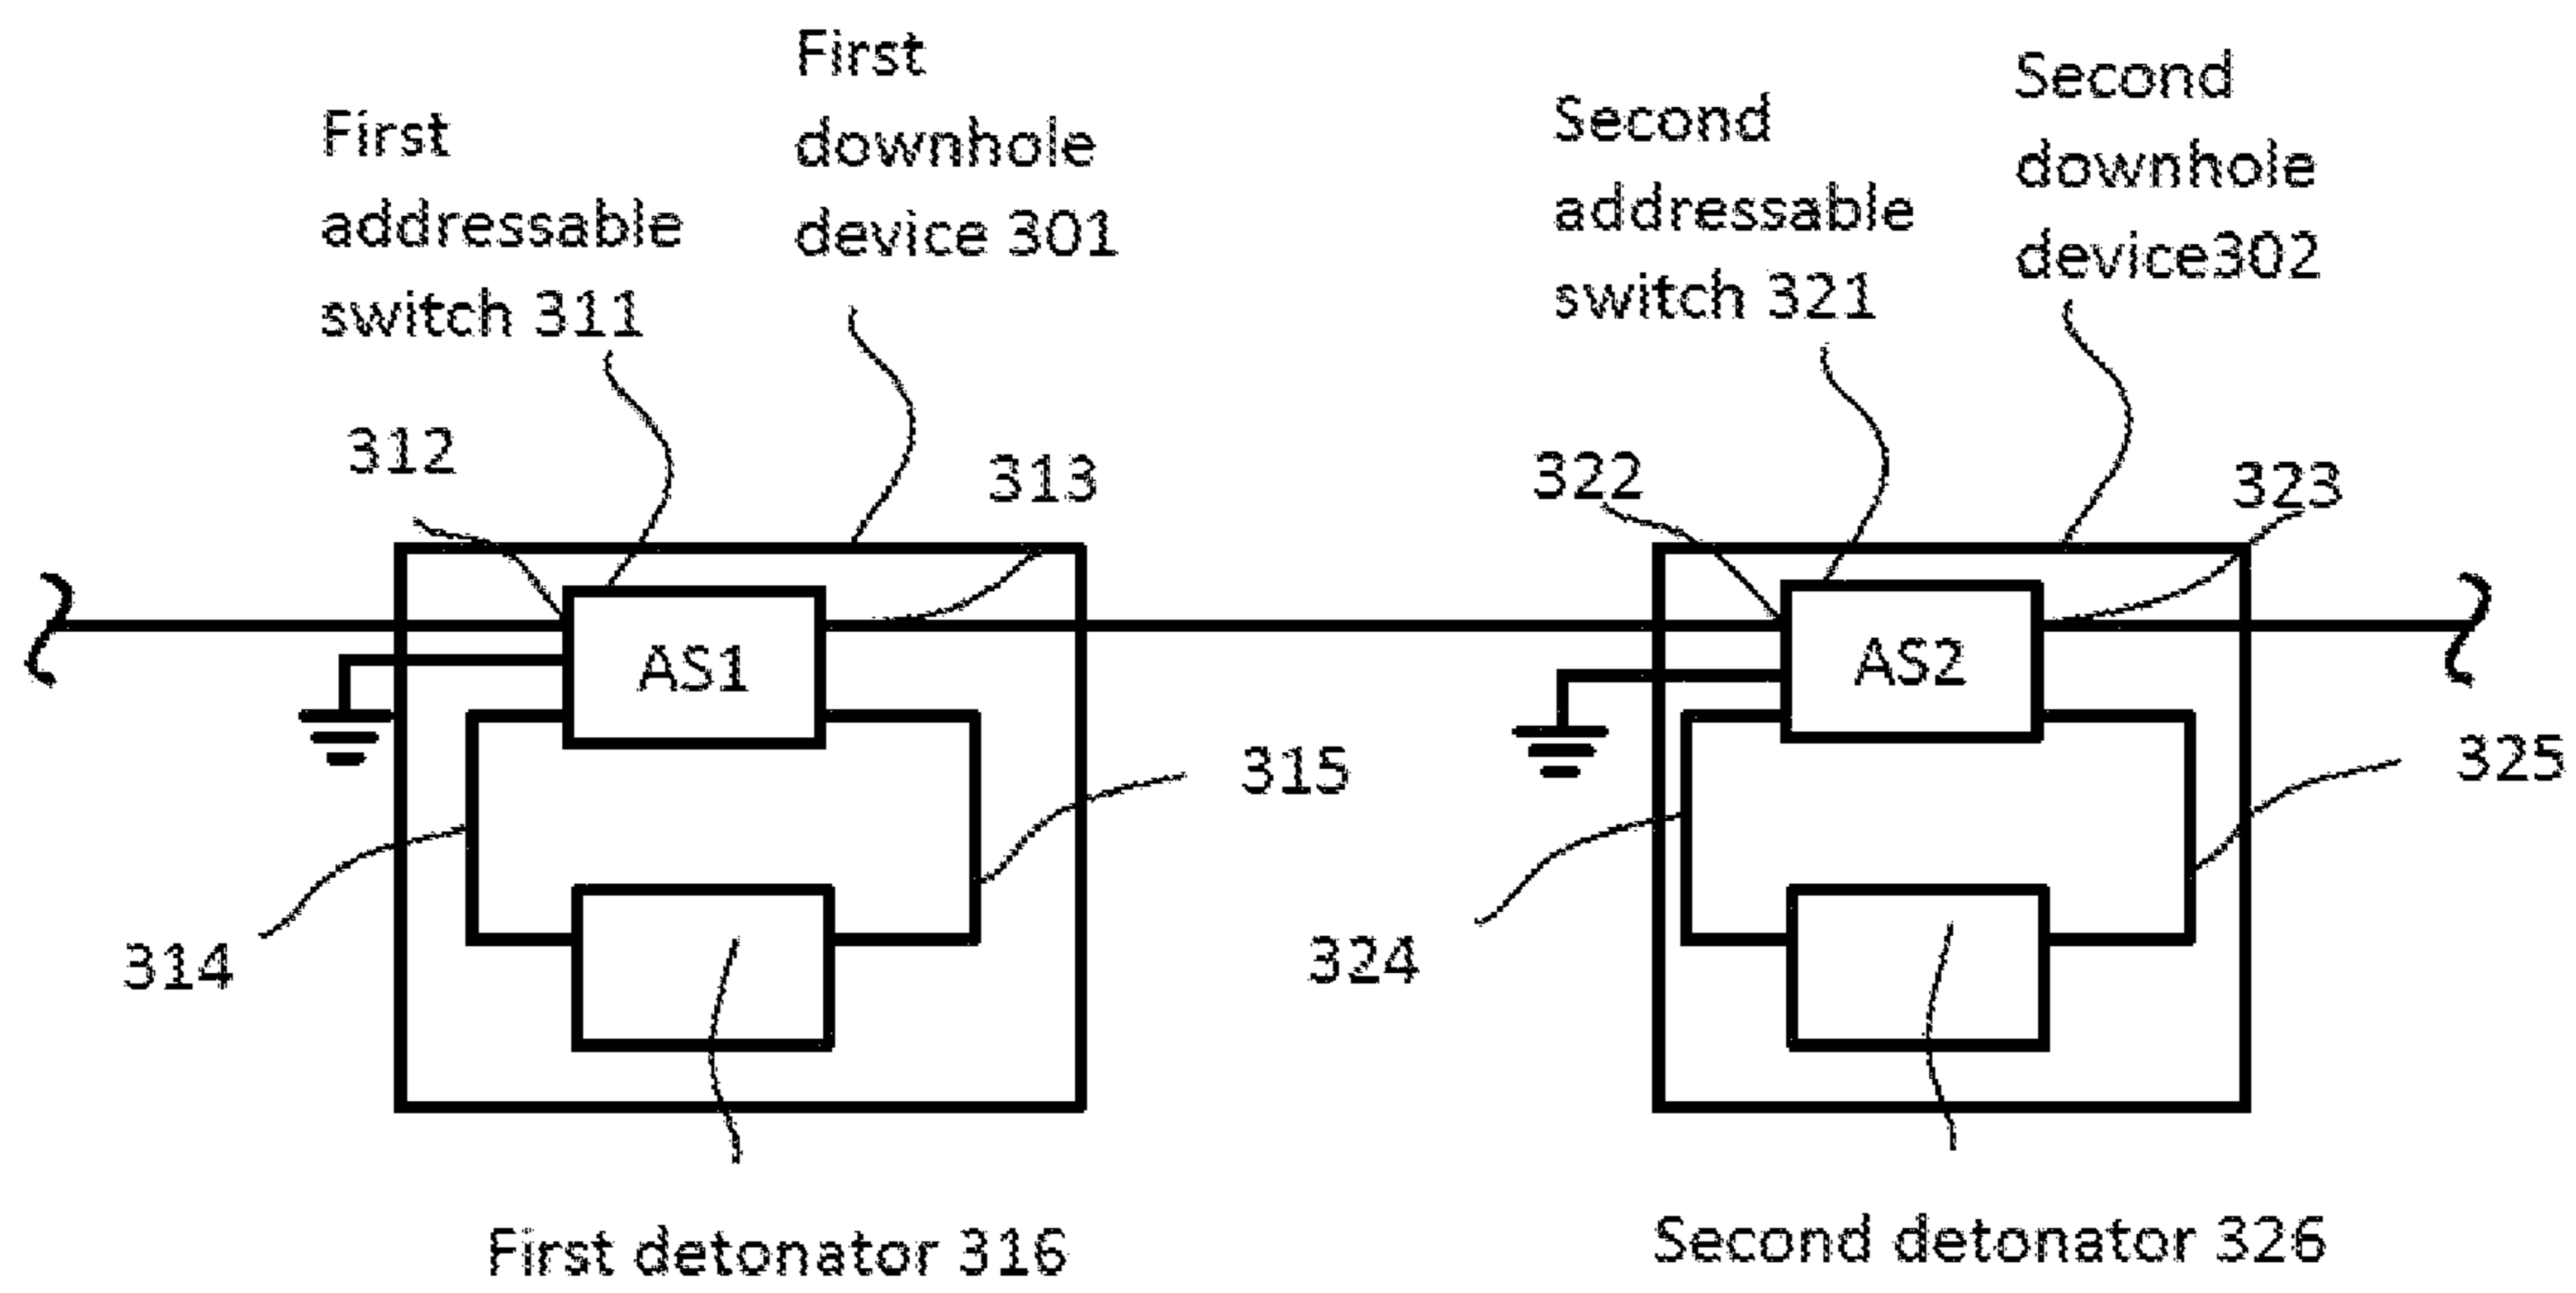 First
downhole
device 301
First
addressable
switch 311
Second
downhole
device302
Second
addressable
switch 321
312
313
322
323
AS1
AS2
315
325
314
324
First detonator 316
Second detonator 326